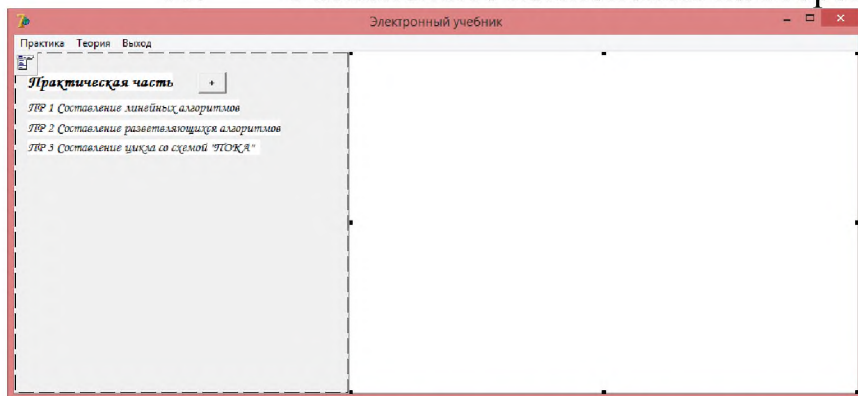 Электронный учебник
Практика Теория Выход
Практическая часть +
ПР 1 Составление линейных алгоритмов
ПР 2 Составление разветвляющихся алгоритмов
ПР 3 Составление цикла со схемой "ПОКА"